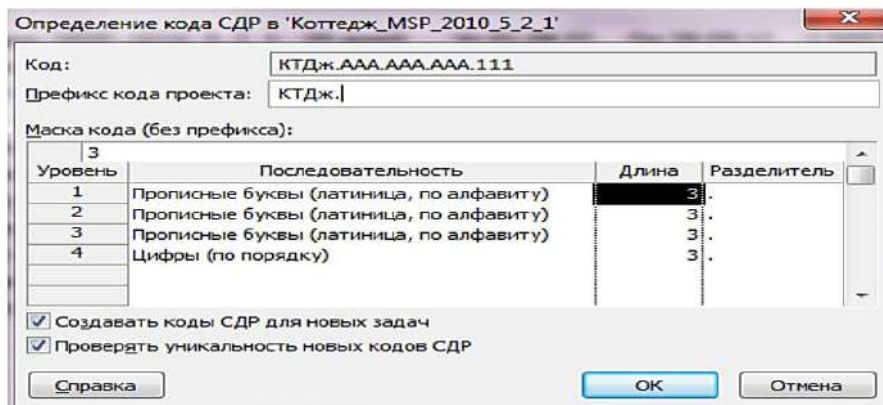 Определение кода СДР в 'Коттедж_MSP_2010_5_2_1'
Код: КТДж.AAA.AAA.AAA.111
Префикс кода проекта: КТДж.
Маска кода (без префикса):
3
Уровень Последовательность Длина Разделитель
1 Прописные буквы (латиница, по алфавиту) 3 .
2 Прописные буквы (латиница, по алфавиту) 3 .
3 Прописные буквы (латиница, по алфавиту) 3 .
4 Цифры (по порядку) 3 .
Создавать коды СДР для новых задач
Проверять уникальность новых кодов СДР
Справка ОК Отмена